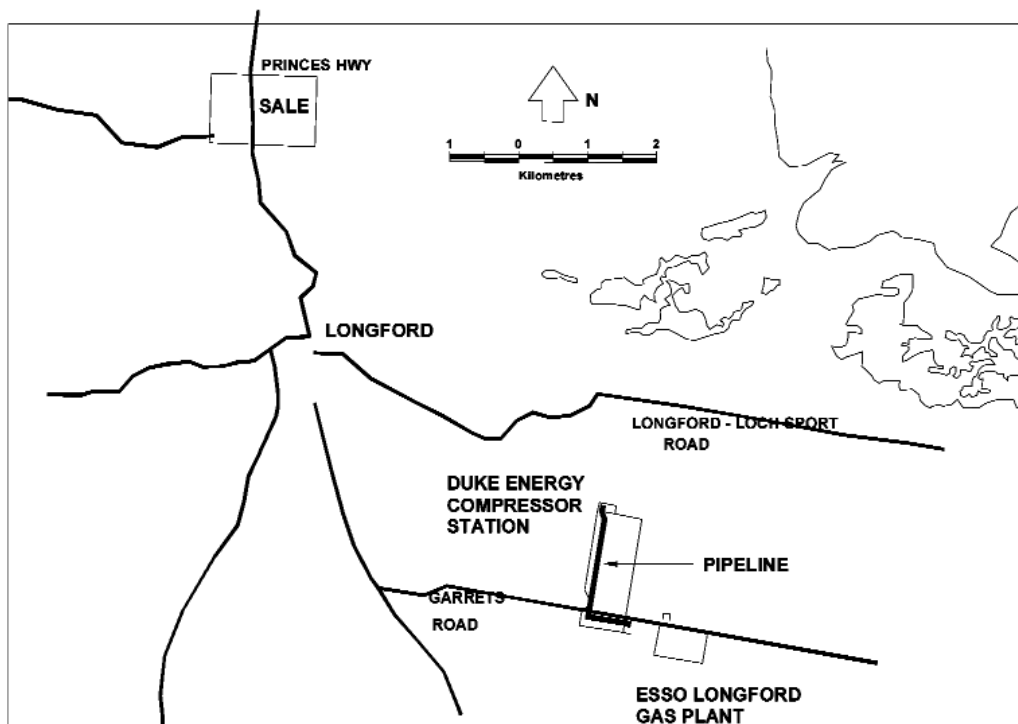 PRINCES HWY
SALE
N
1 0 1 2
Kilometres
LONGFORD
LONGFORD - LOCH SPORT
ROAD
DUKE ENERGY
COMPRESSOR
STATION
PIPELINE
GARRETS
ROAD
ESSO LONGFORD
GAS PLANT